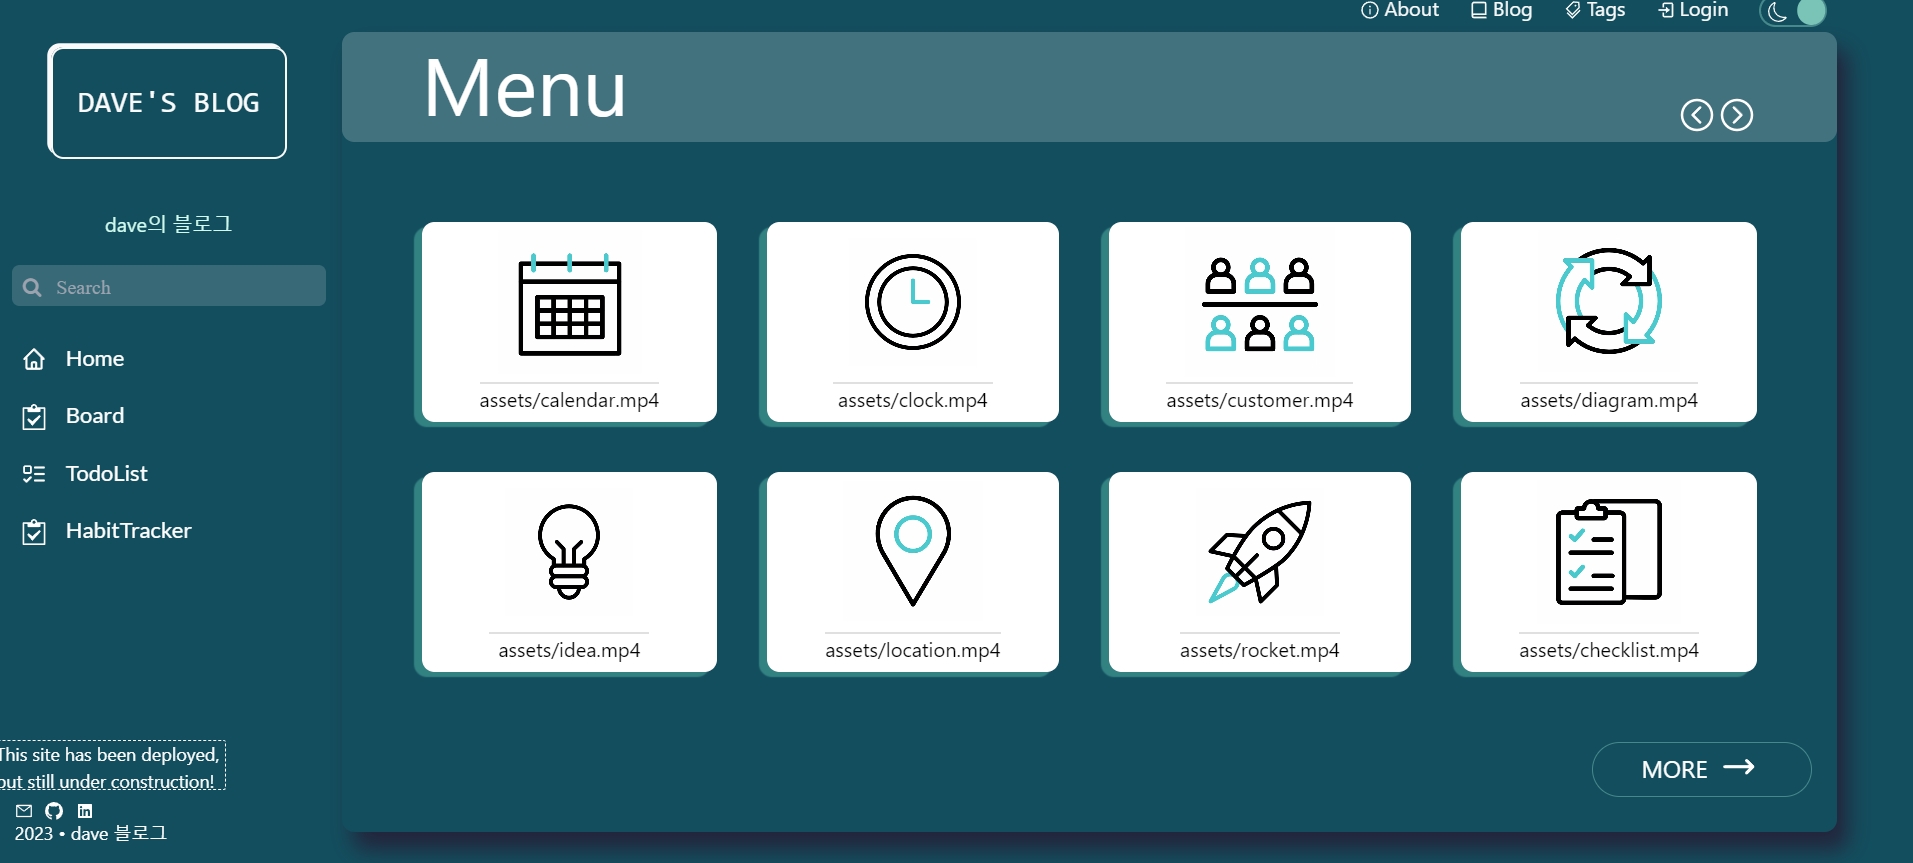 About
Blog
Tags
Login
DAVE'S BLOG
dave의 블로그
Search
Home
Board
TodoList
HabitTracker
This site has been deployed,
but still under construction!
2023 • dave 블로그
Menu
assets/calendar.mp4
assets/clock.mp4
assets/customer.mp4
assets/diagram.mp4
assets/idea.mp4
assets/location.mp4
assets/rocket.mp4
assets/checklist.mp4
MORE